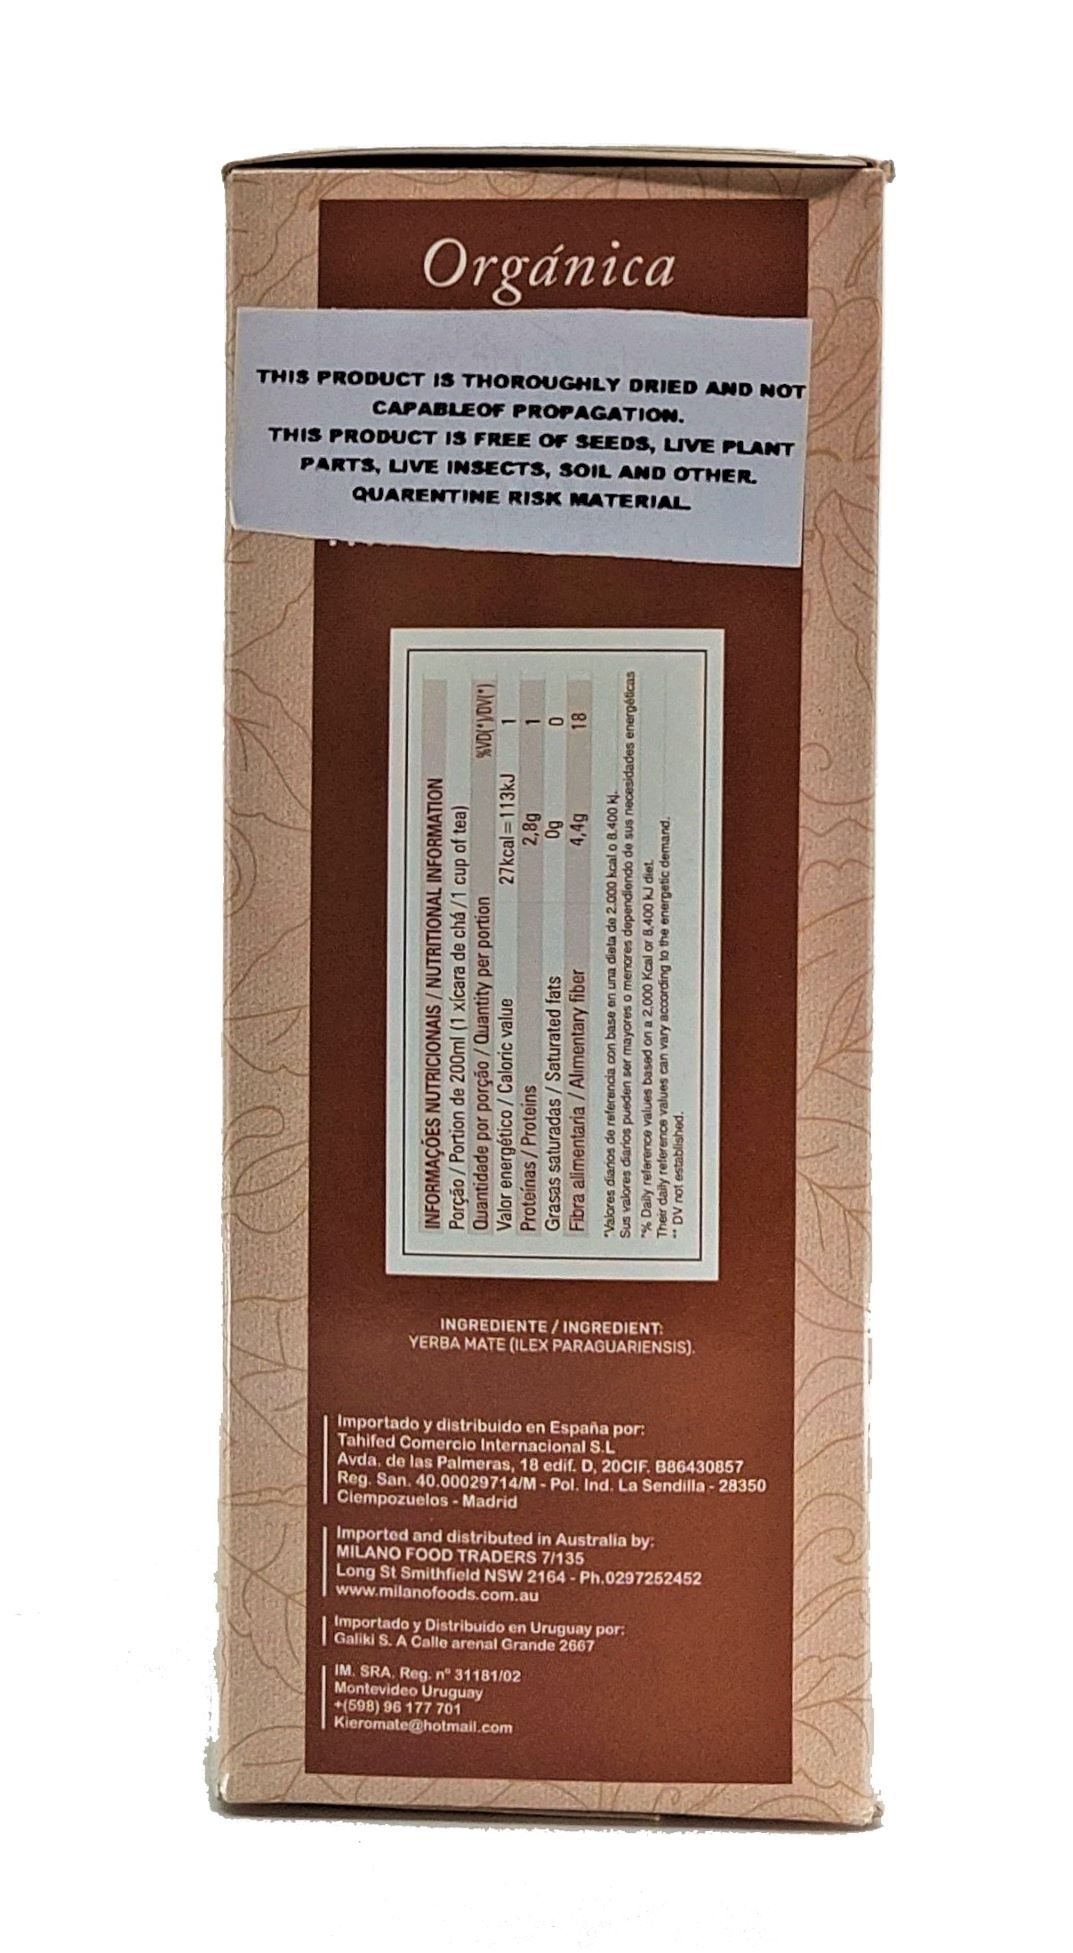 Orgánica
THIS PRODUCT IS THOROUGHLY DRIED AND NOT
CAPABLEOF PROPAGATION.
THIS PRODUCT IS FREE OF SEEDS, LIVE PLANT
PARTS, LIVE INSECTS, SOIL AND OTHER.
QUARENTINE RISK MATERIAL
INFORMAÇÕES NUTRICIONAIS / NUTRITIONAL INFORMATION
Porção / Portion de 200ml (1 xícara de chá /1 cup of tea)
Quantidade por porção / Quantity per portion %VD(*)/DV(*)
Valor energético / Caloric value 27kcal = 113kJ 1
Proteínas / Proteins 2,8g 1
Grasas saturadas / Saturated fats 0g 0
Fibra alimentaria / Alimentary fiber 4,4g 18
*Valores diarios de referencia con base en una dieta de 2.000 kcal o 8.400 kj.
Sus valores diarios pueden ser mayores o menores dependiendo de sus necesidades energéticas
*% Daily reference values based on a 2,000 Kcal or 8,400 kJ diet.
Their daily reference values can vary according to the energetic demand.
** DV not established.
INGREDIENTE / INGREDIENT:
YERBA MATE (ILEX PARAGUARIENSIS).
Importado y distribuido en España por:
Tahifed Comercio Internacional S.L
Avda. de las Palmeras, 18 edif. D, 20CIF. B86430857
Reg. San. 40.00029714/M - Pol. Ind. La Sendilla - 28350
Ciempozuelos - Madrid
Imported and distributed in Australia by:
MILANO FOOD TRADERS 7/135
Long St Smithfield NSW 2164 - Ph.0297252452
www.milanofoods.com.au
Importado y Distribuido en Uruguay por:
Galiki S. A Calle arenal Grande 2667
IM. SRA. Reg. nº 31181/02
Montevideo Uruguay
+(598) 96 177 701
Kieromate@hotmail.com